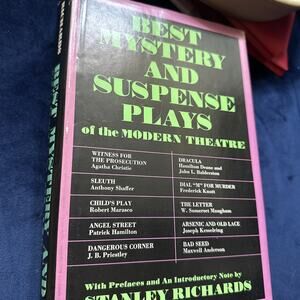 BEST
MYSTERY
AND
SUSPENSE
PLAYS
of the MODERN THEATRE
WITNESS FOR
THE PROSECUTION
Agatha Christie
SLEUTH
Anthony Shaffer
CHILD'S PLAY
Robert Marasco
ANGEL STREET
Patrick Hamilton
DANGEROUS CORNER
J. B. Priestley
DRACULA
Hamilton Deane and
John L. Balderston
DIAL "M" FOR MURDER
Frederick Knott
THE LETTER
W. Somerset Maugham
ARSENIC AND OLD LACE
Joseph Kesselring
BAD SEED
Maxwell Anderson
With Prefaces and An Introductory Note by
STANLEY RICHARDS
RICHARDS
BEST MYSTERY AND